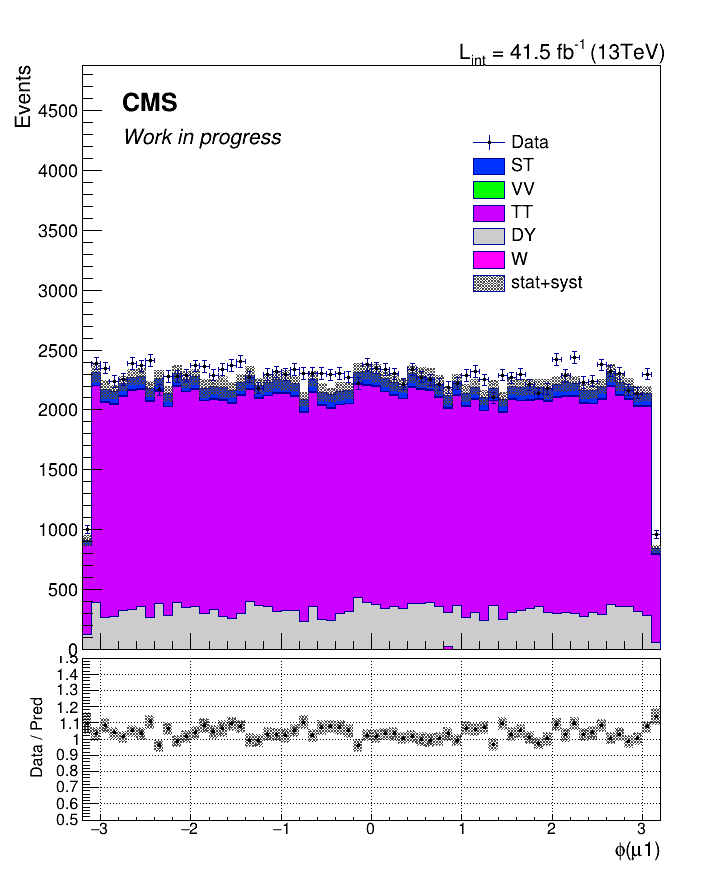 L_int = 41.5 fb^-1 (13TeV)
Events
CMS
Work in progress
Data
ST
VV
TT
DY
W
stat+syst
4500
4000
3500
3000
2500
2000
1500
1000
500
0
Data / Pred
1.5
1.4
1.3
1.2
1.1
1
0.9
0.8
0.7
0.6
0.5
−3 −2 −1 0 1 2 3
ϕ(μ1)